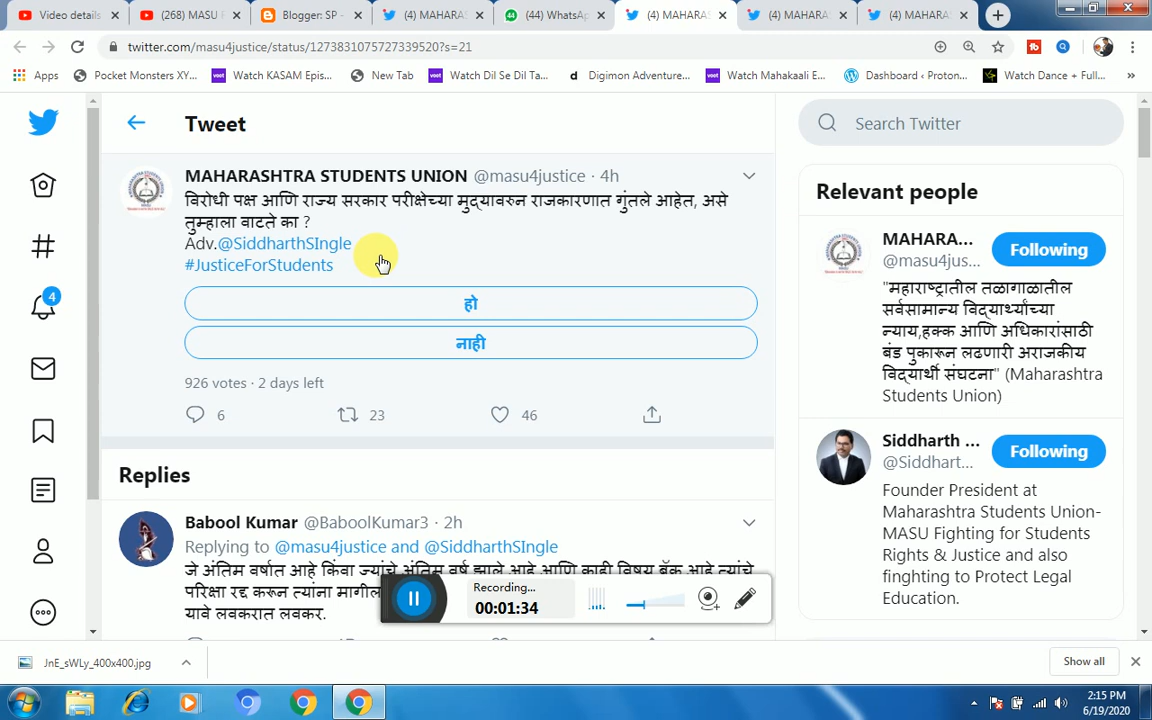 Video details
(268) MASU
Blogger: SP -
(4) MAHARAS
(44) WhatsAp
(4) MAHARAS
(4) MAHARAS
(4) MAHARAS
twitter.com/masu4justice/status/1273831075727339520?s=21
Apps
Pocket Monsters XY...
Watch KASAM Epis...
New Tab
Watch Dil Se Dil Ta...
Digimon Adventure...
Watch Mahakaali E...
Dashboard ‹ Proton...
Watch Dance + Full...
»
Tweet
Search Twitter
MAHARASHTRA STUDENTS UNION @masu4justice · 4h
विरोधी पक्ष आणि राज्य सरकार परीक्षेच्या मुद्यावरुन राजकारणात गुंतले आहेत, असे
तुम्हाला वाटते का ?
Adv.@SiddharthSIngle
#JusticeForStudents
हो
नाही
926 votes · 2 days left
6 23 46
Relevant people
MAHARA...
@masu4jus...
Following
"महाराष्ट्रातील तळागाळातील
सर्वसामान्य विद्यार्थ्यांच्या
न्याय,हक्क आणि अधिकारांसाठी
बंड पुकारून लढणारी अराजकीय
विद्यार्थी संघटना" (Maharashtra
Students Union)
Siddharth ...
@Siddhart...
Following
Founder President at
Maharashtra Students Union-
MASU Fighting for Students
Rights & Justice and also
finghting to Protect Legal
Education.
4
Replies
Babool Kumar @BaboolKumar3 · 2h
Replying to @masu4justice and @SiddharthSIngle
जे अंतिम वर्षात आहे किंवा ज्यांचे अंतिम वर्ष झाले आहे आणि काही विषय बॅक आहे त्यांचे
परिक्षा रद्द करून त्यांना मागील
यावे लवकरात लवकर.
Recording...
00:01:34
JnE_sWLy_400x400.jpg
Show all
2:15 PM
6/19/2020